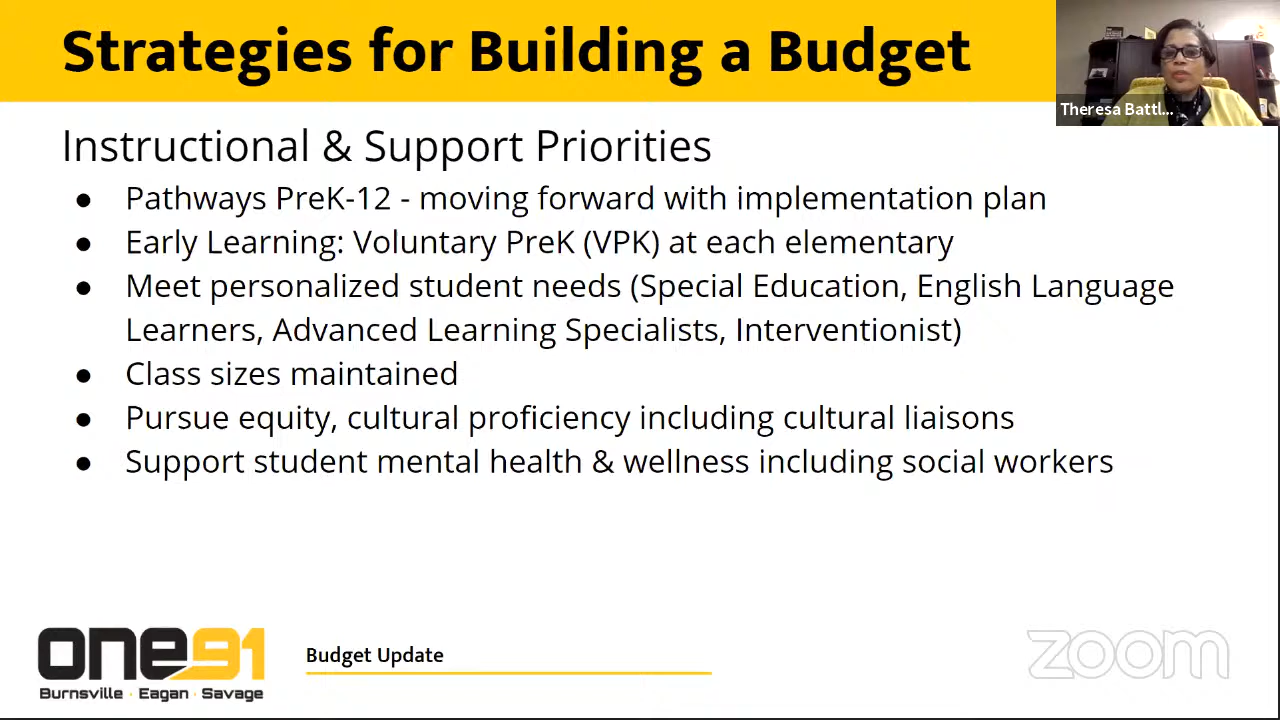 Strategies for Building a Budget
Theresa Battl...
Instructional & Support Priorities
● Pathways PreK-12 - moving forward with implementation plan
● Early Learning: Voluntary PreK (VPK) at each elementary
● Meet personalized student needs (Special Education, English Language
Learners, Advanced Learning Specialists, Interventionist)
● Class sizes maintained
● Pursue equity, cultural proficiency including cultural liaisons
● Support student mental health & wellness including social workers
one91
Burnsville · Eagan · Savage
Budget Update
zoom